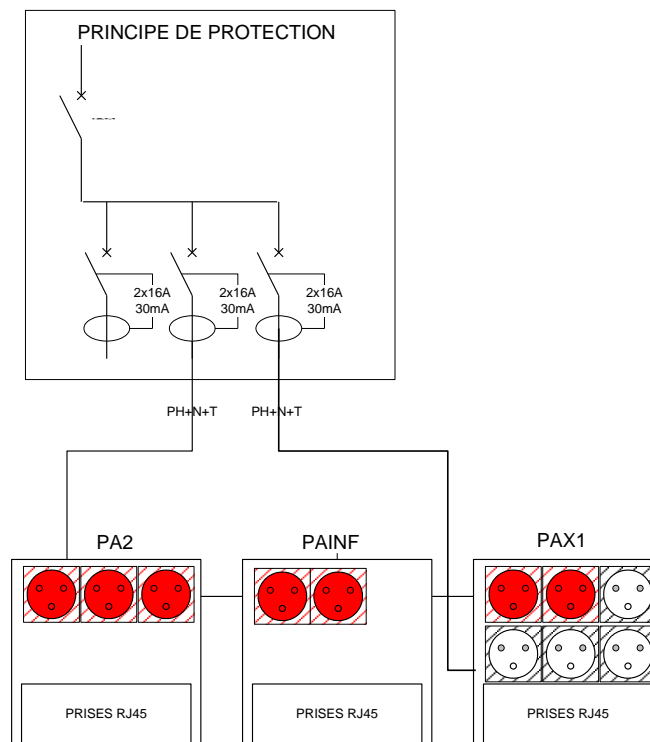 PRINCIPE DE PROTECTION
2x16A
30mA
2x16A
30mA
2x16A
30mA
PH+N+T
PH+N+T
PA2
PAINF
PAX1
PRISES RJ45
PRISES RJ45
PRISES RJ45